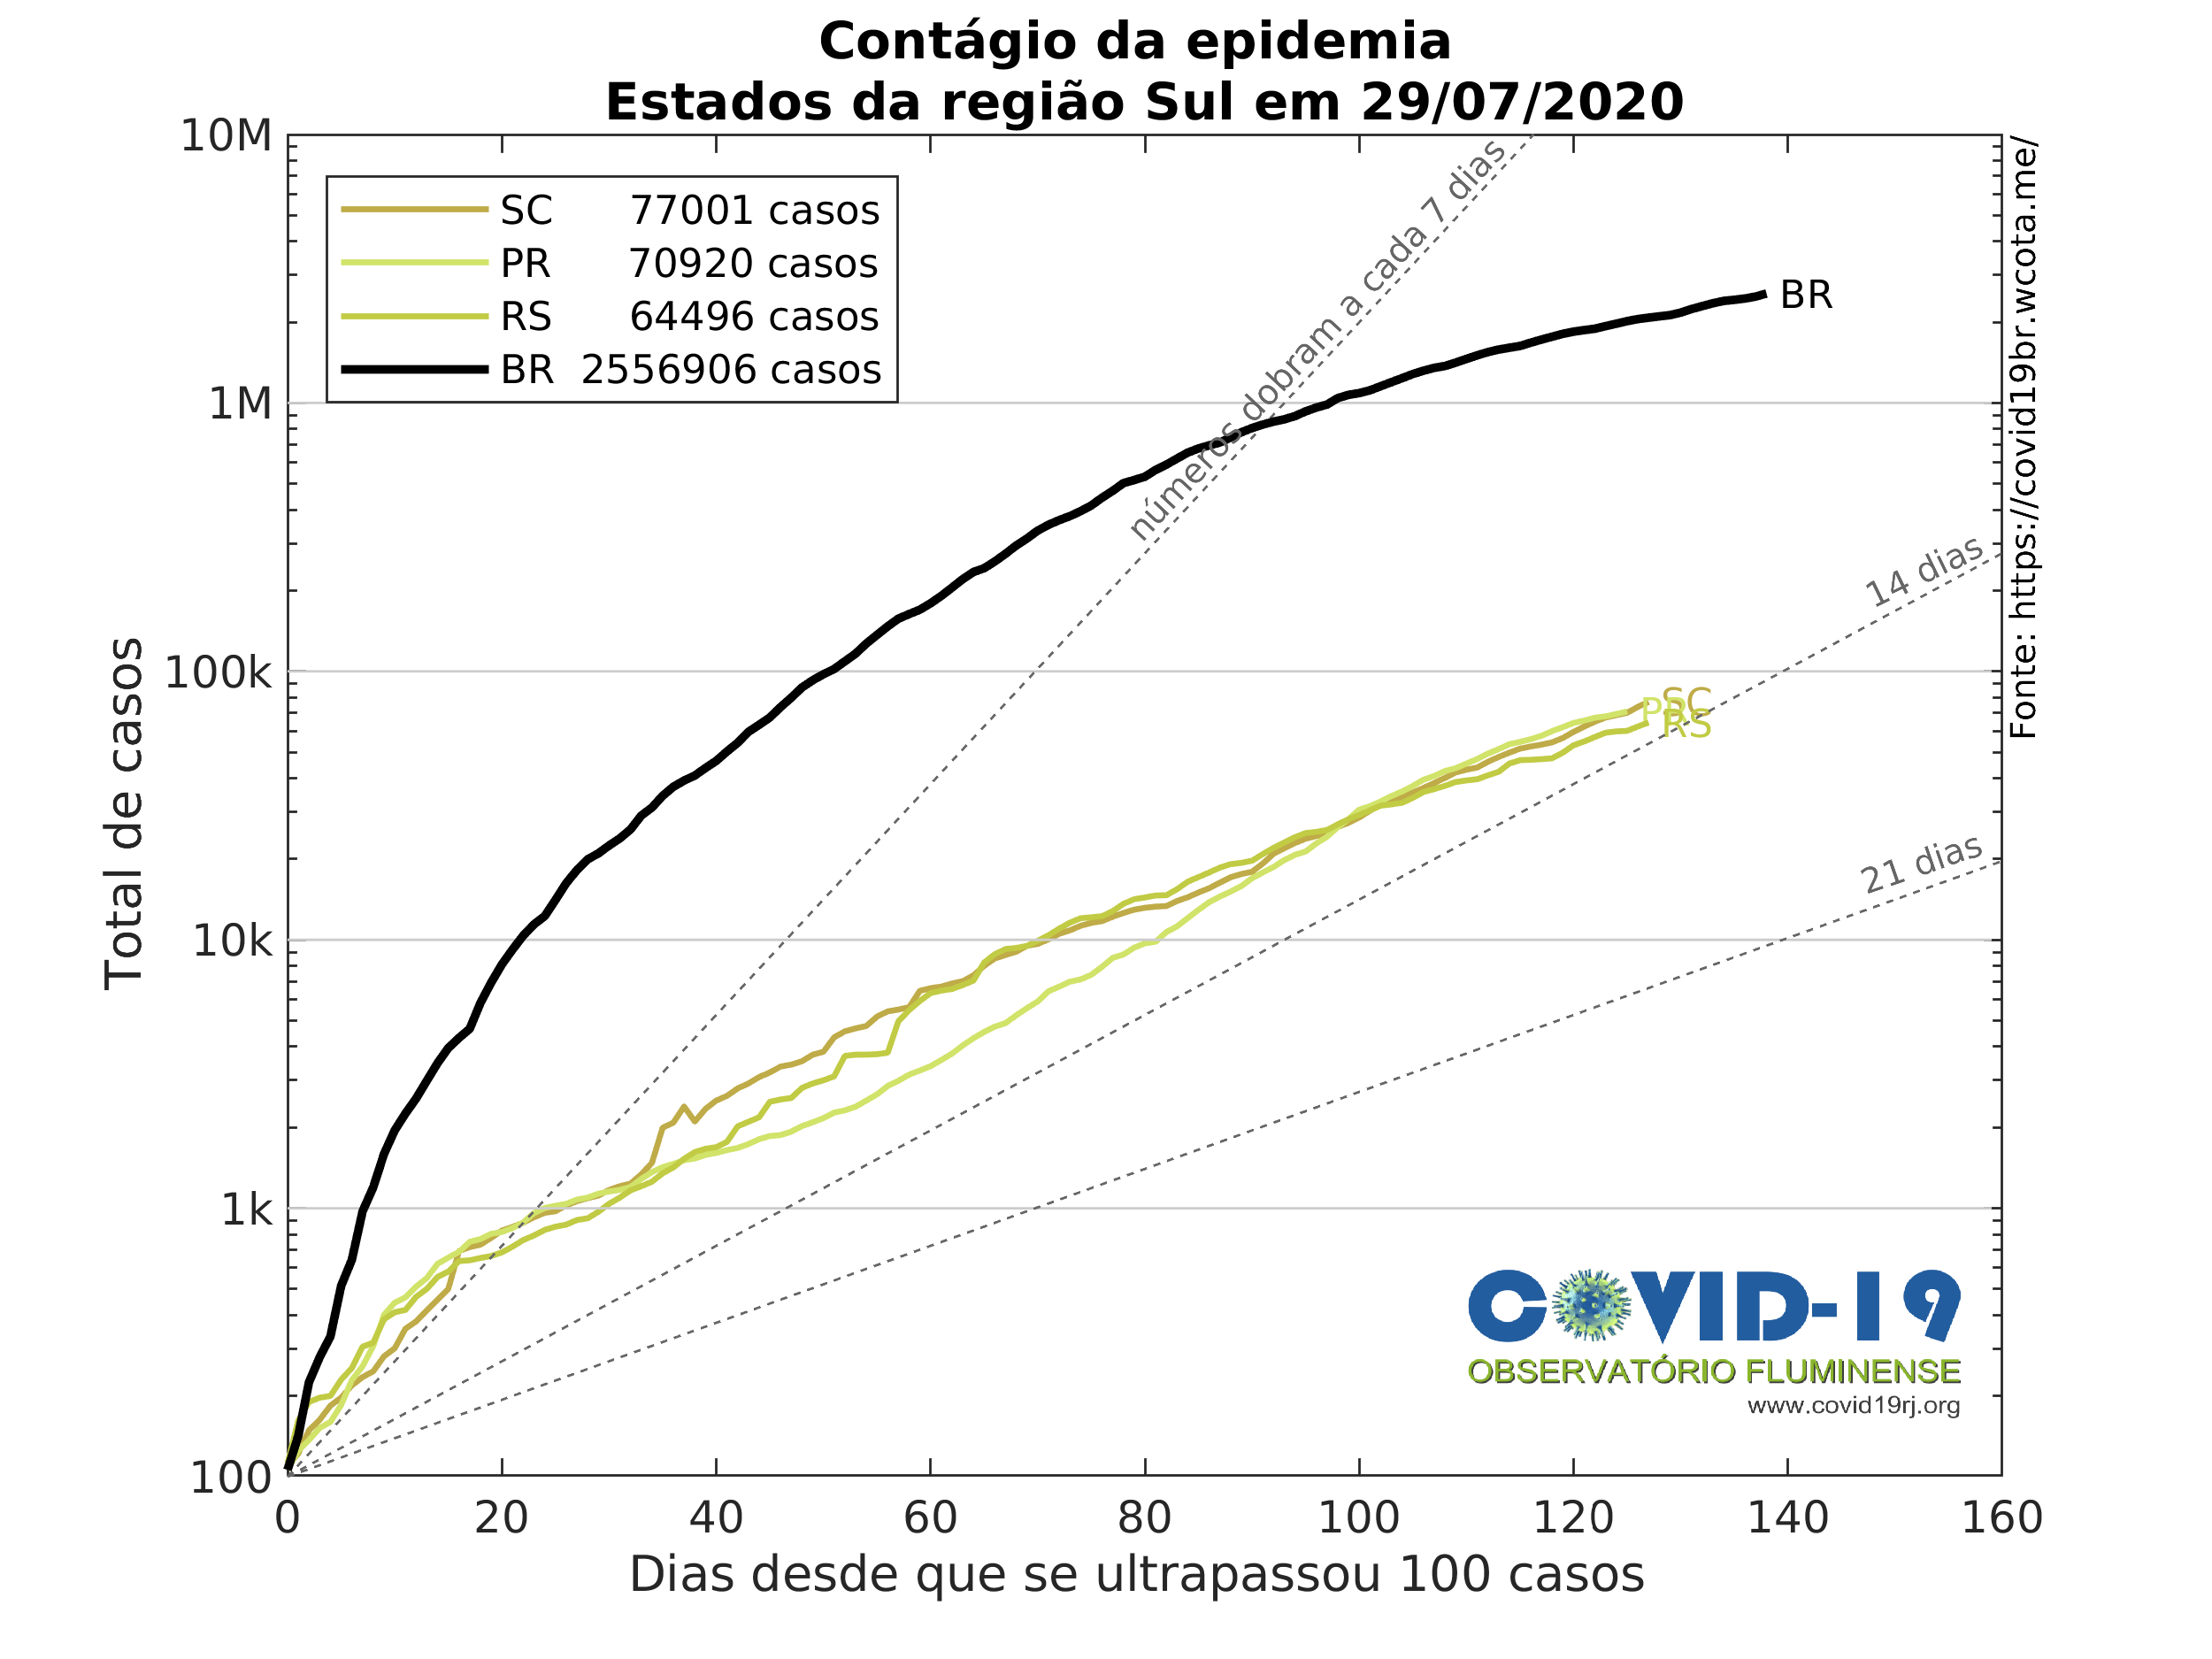 Contágio da epidemia
Estados da região Sul em 29/07/2020
10M
1M
100k
10k
1k
100
Total de casos
SC 77001 casos
PR 70920 casos
RS 64496 casos
BR 2556906 casos
números dobram a cada 7 dias
BR
14 dias
SC
PR
RS
21 dias
Fonte: https://covid19br.wcota.me/
COVID-19
OBSERVATÓRIO FLUMINENSE
www.covid19rj.org
0 20 40 60 80 100 120 140 160
Dias desde que se ultrapassou 100 casos